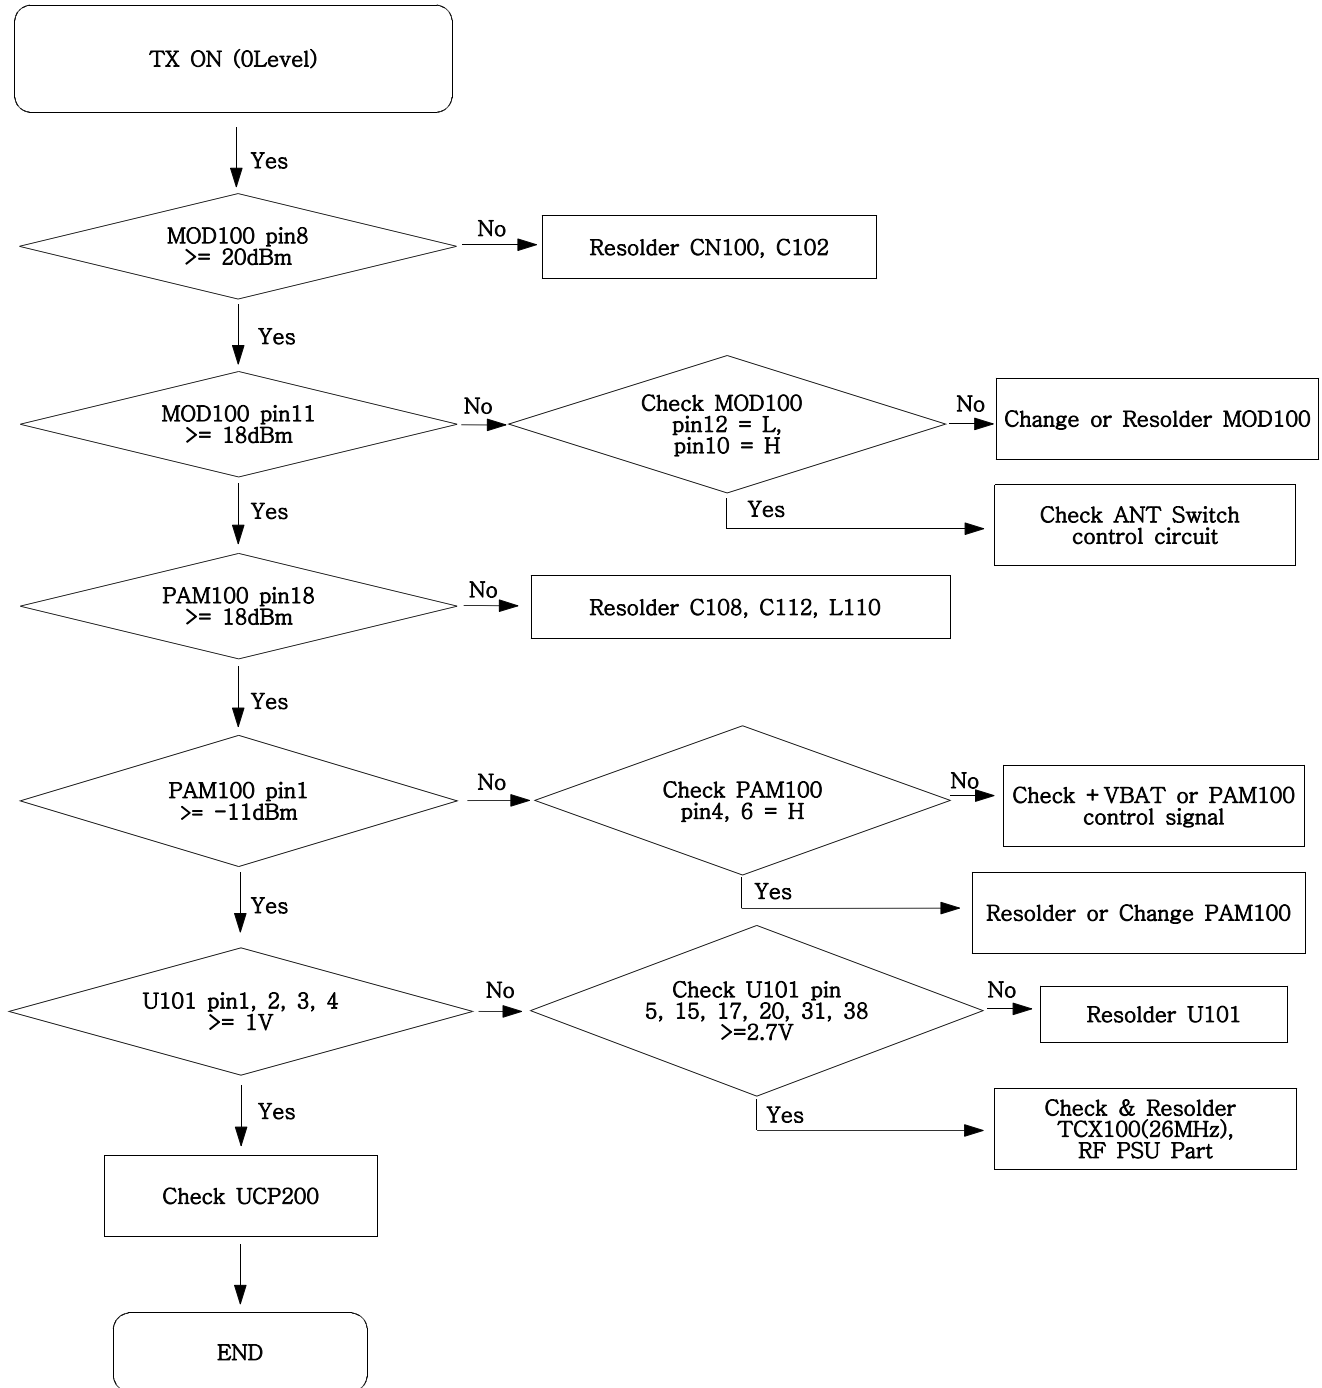 TX ON (0Level)
Yes
MOD100 pin8
>= 20dBm
No
Resolder CN100, C102
Yes
MOD100 pin11
>= 18dBm
No
Check MOD100
pin12 = L,
pin10 = H
No
Change or Resolder MOD100
Yes
Check ANT Switch
control circuit
Yes
PAM100 pin18
>= 18dBm
No
Resolder C108, C112, L110
Yes
PAM100 pin1
>= -11dBm
No
Check PAM100
pin4, 6 = H
No
Check +VBAT or PAM100
control signal
Yes
Resolder or Change PAM100
Yes
U101 pin1, 2, 3, 4
>= 1V
No
Check U101 pin
5, 15, 17, 20, 31, 38
>=2.7V
No
Resolder U101
Yes
Check & Resolder
TCX100(26MHz),
RF PSU Part
Yes
Check UCP200
END